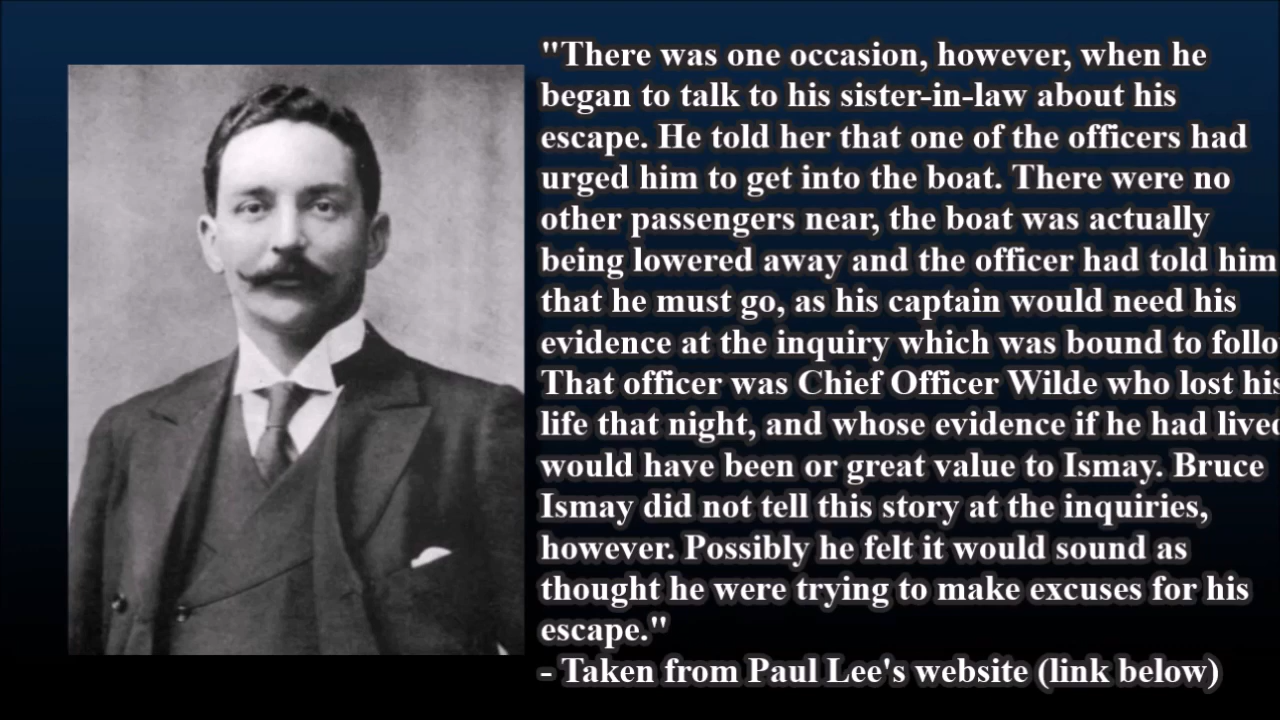 "There was one occasion, however, when he
began to talk to his sister-in-law about his
escape. He told her that one of the officers had
urged him to get into the boat. There were no
other passengers near, the boat was actually
being lowered away and the officer had told him
that he must go, as his captain would need his
evidence at the inquiry which was bound to follo
That officer was Chief Officer Wilde who lost his
life that night, and whose evidence if he had lived
would have been or great value to Ismay. Bruce
Ismay did not tell this story at the inquiries,
however. Possibly he felt it would sound as
thought he were trying to make excuses for his
escape."
- Taken from Paul Lee's website (link below)